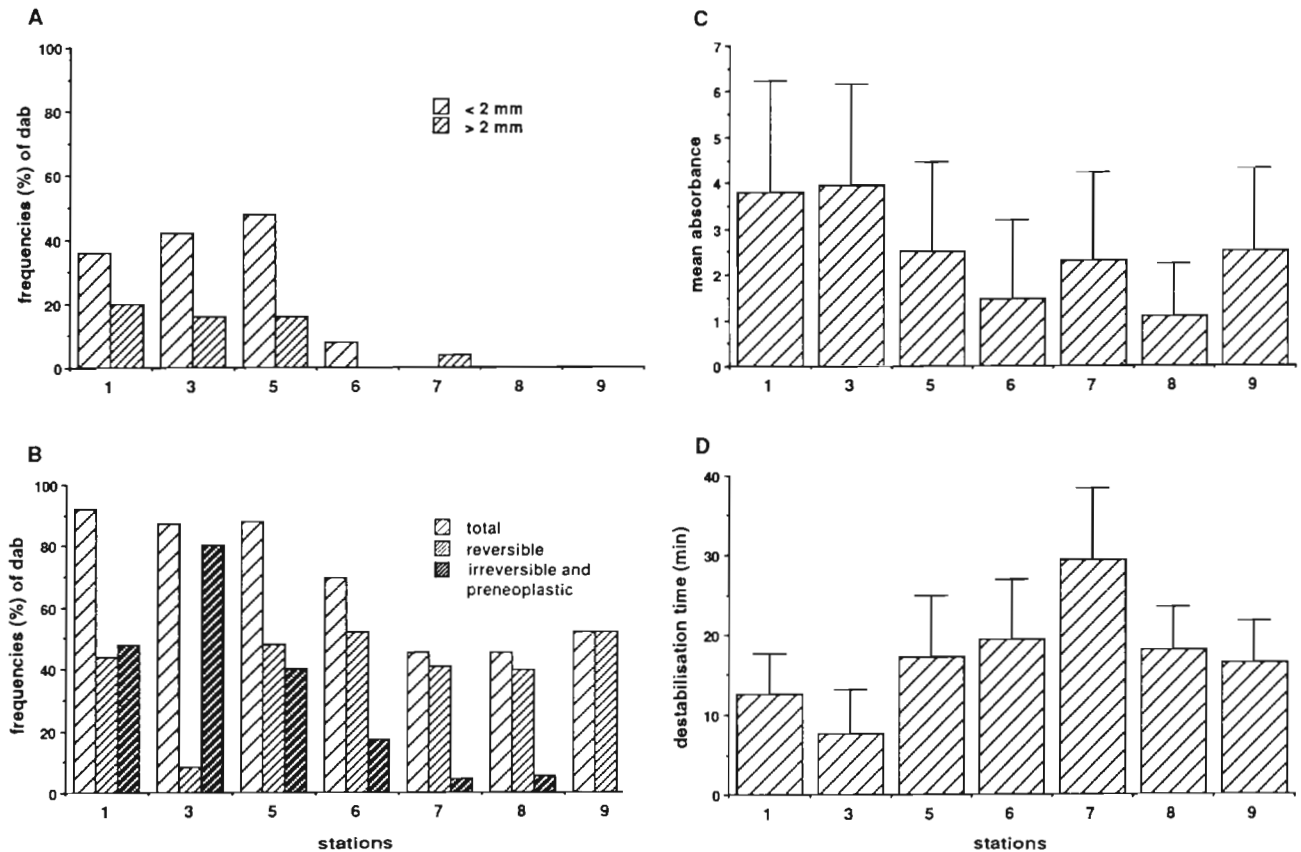 A
frequencies (%) of dab
100
80
60
40
20
0
< 2 mm
> 2 mm
1 3 5 6 7 8 9
B
frequencies (%) of dab
100
80
60
40
20
0
total
reversible
irreversible and
preneoplastic
1 3 5 6 7 8 9
stations
C
mean absorbance
7
6
5
4
3
2
1
0
1 3 5 6 7 8 9
D
destabilisation time (min)
40
30
20
10
0
1 3 5 6 7 8 9
stations